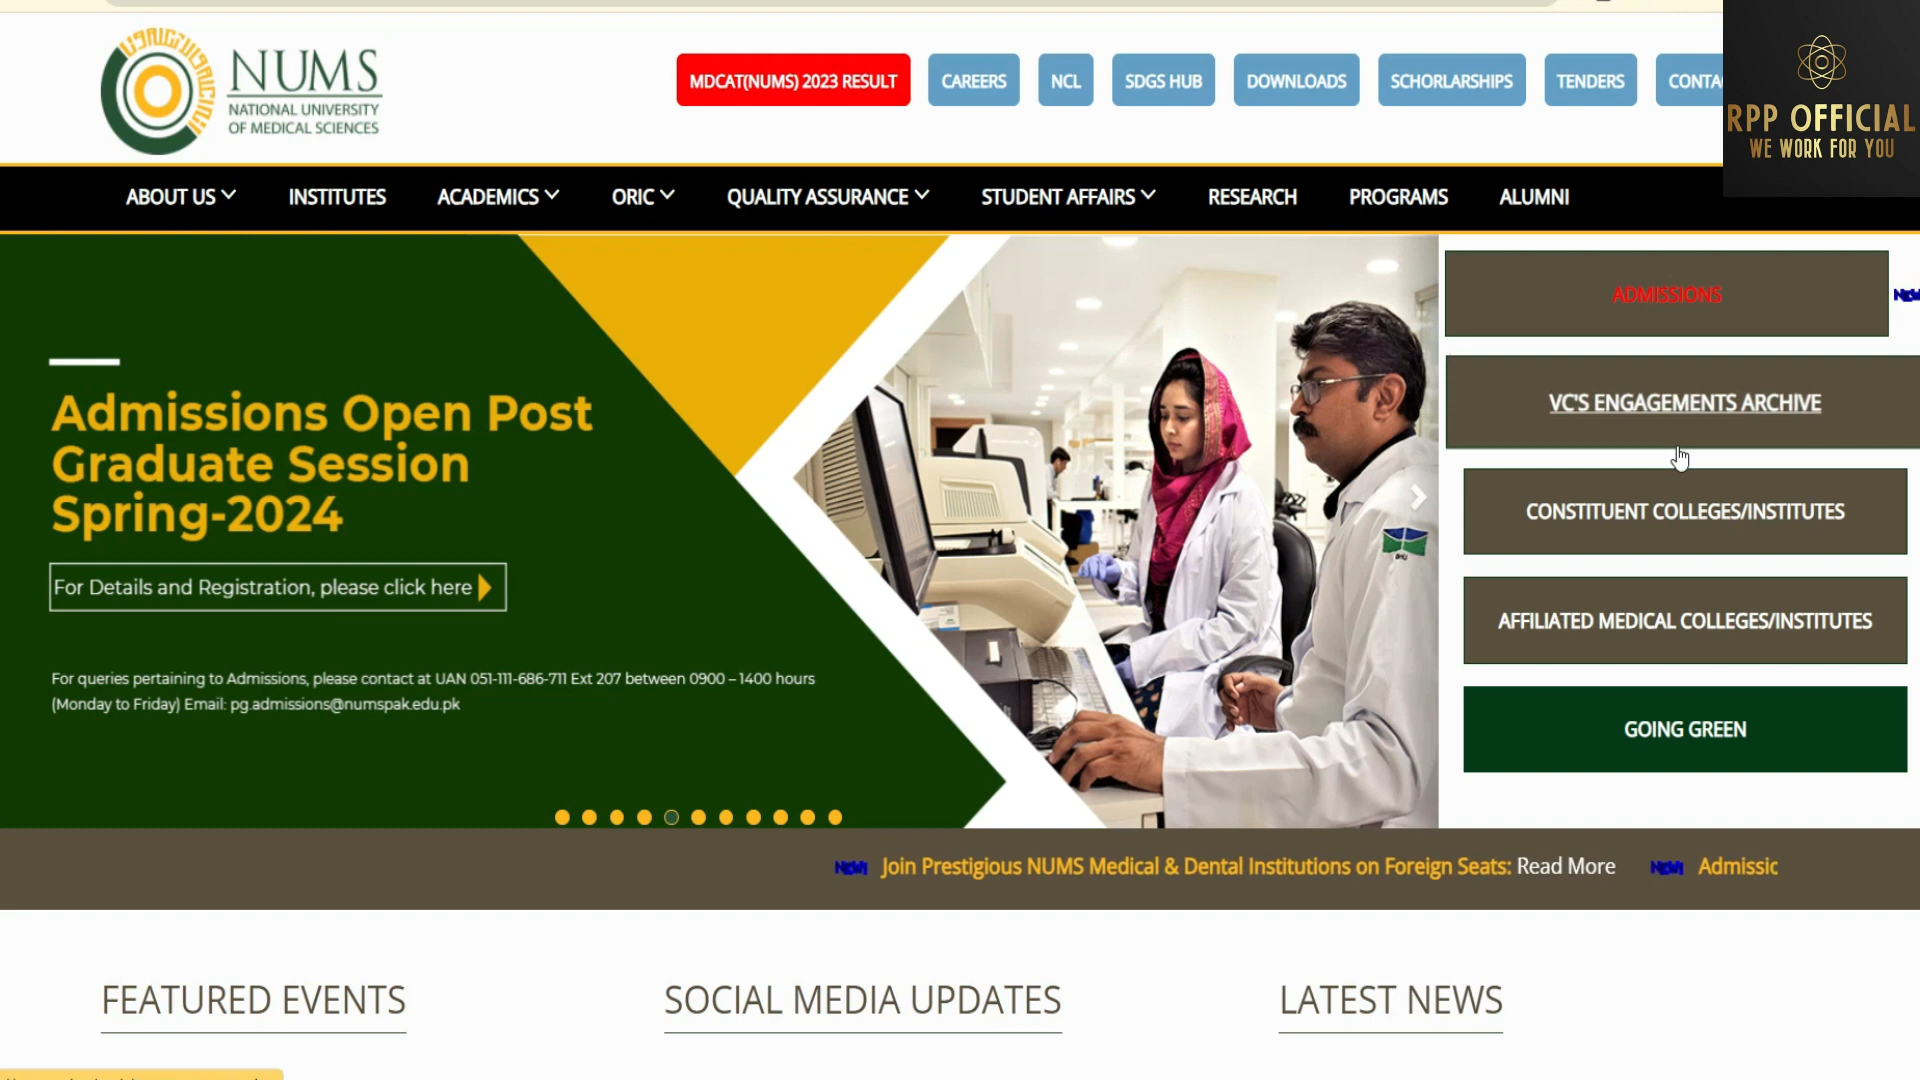 NUMS
NATIONAL UNIVERSITY
OF MEDICAL SCIENCES
MDCAT(NUMS) 2023 RESULT
CAREERS
NCL
SDGS HUB
DOWNLOADS
SCHORLARSHIPS
TENDERS
RPP OFFICIAL
WE WORK FOR YOU
ABOUT US
INSTITUTES
ACADEMICS
ORIC
QUALITY ASSURANCE
STUDENT AFFAIRS
RESEARCH
PROGRAMS
ALUMNI
Admissions Open Post
Graduate Session
Spring-2024
For Details and Registration, please click here
For queries pertaining to Admissions, please contact at UAN 051-111-686-711 Ext 207 between 0900 – 1400 hours
(Monday to Friday) Email: pg.admissions@numspak.edu.pk
ADMISSIONS
VC'S ENGAGEMENTS ARCHIVE
CONSTITUENT COLLEGES/INSTITUTES
AFFILIATED MEDICAL COLLEGES/INSTITUTES
GOING GREEN
Join Prestigious NUMS Medical & Dental Institutions on Foreign Seats: Read More
FEATURED EVENTS
SOCIAL MEDIA UPDATES
LATEST NEWS